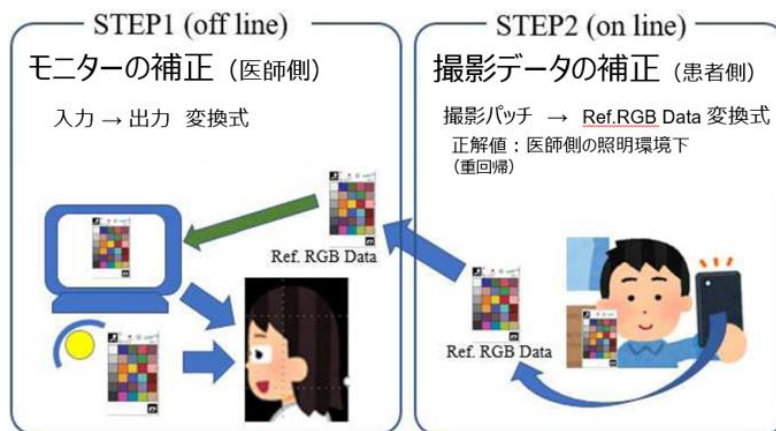 STEP1 (off line)
モニターの補正（医師側）
入力 → 出力 変換式
Ref. RGB Data
STEP2 (on line)
撮影データの補正（患者側）
撮影パッチ → Ref.RGB Data 変換式
正解値：医師側の照明環境下
(重回帰)
Ref. RGB Data